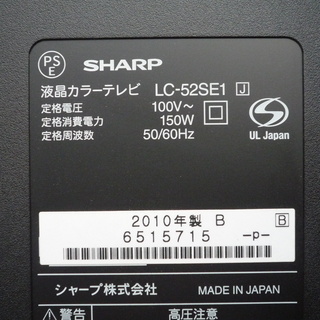 PS
E
SHARP
液晶カラーテレビ LC-52SE1 J
定格電圧 100V～
定格消費電力 150W
定格周波数 50/60Hz
S
UL Japan
2010年製 B
B
6515715 -p-
シャープ株式会社 MADE IN JAPAN
警告 高圧注意